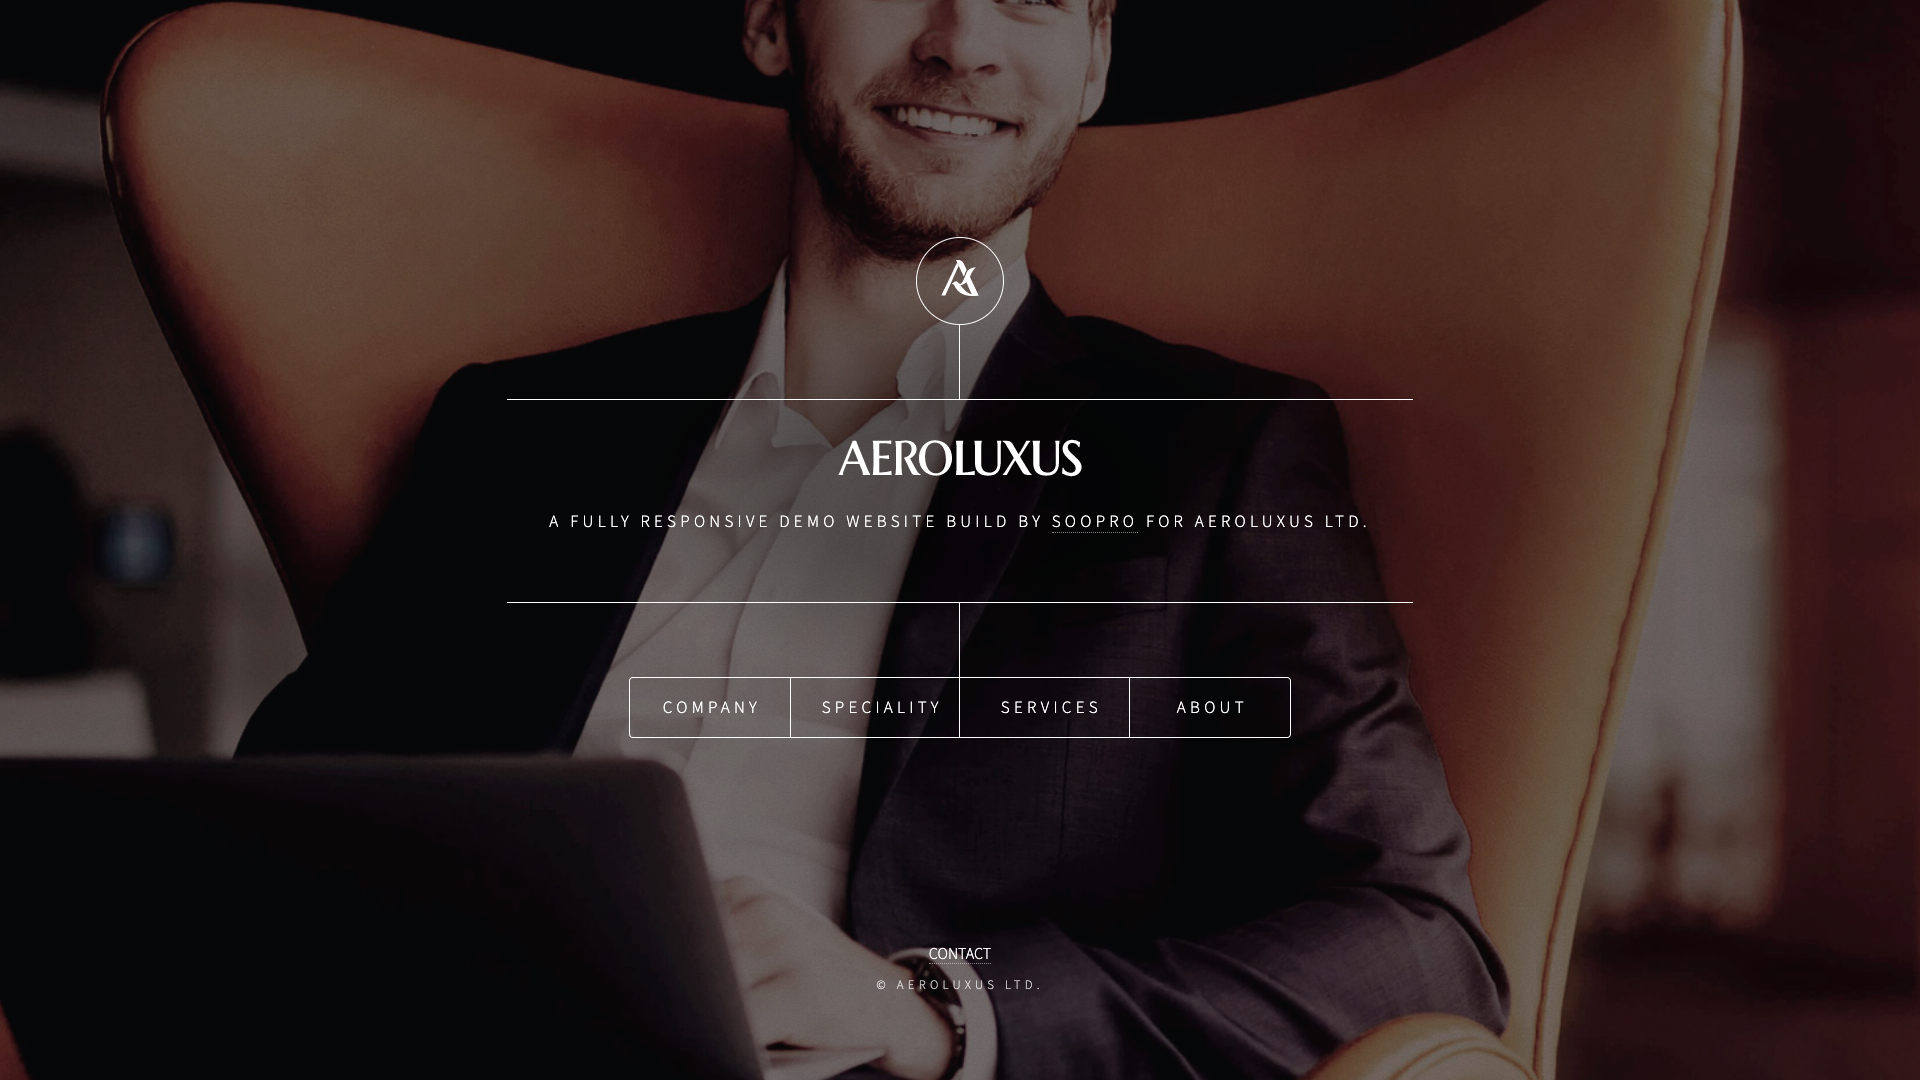 AEROLUXUS
A FULLY RESPONSIVE DEMO WEBSITE BUILD BY SOOPRO FOR AEROLUXUS LTD.
COMPANY
SPECIALITY
SERVICES
ABOUT
CONTACT
© AEROLUXUS LTD.